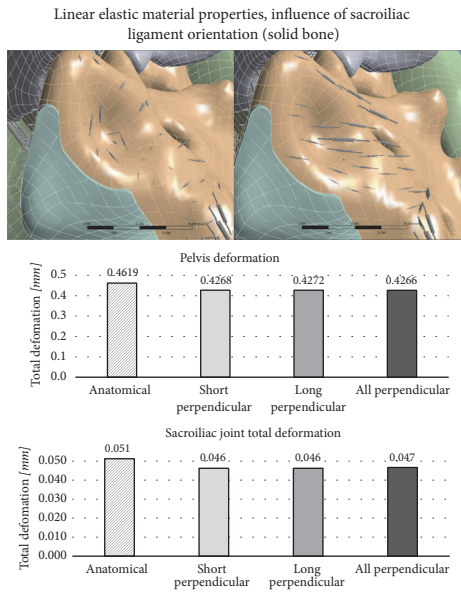 Linear elastic material properties, influence of sacroiliac
ligament orientation (solid bone)
Pelvis deformation
Total defomation [mm]
0.5
0.4
0.3
0.2
0.1
0.0
0.4619
0.4268
0.4272
0.4266
Anatomical
Short
perpendicular
Long
perpendicular
All perpendicular
Sacroiliac joint total deformation
Total defomation [mm]
0.050
0.040
0.030
0.020
0.010
0.000
0.051
0.046
0.046
0.047
Anatomical
Short
perpendicular
Long
perpendicular
All perpendicular